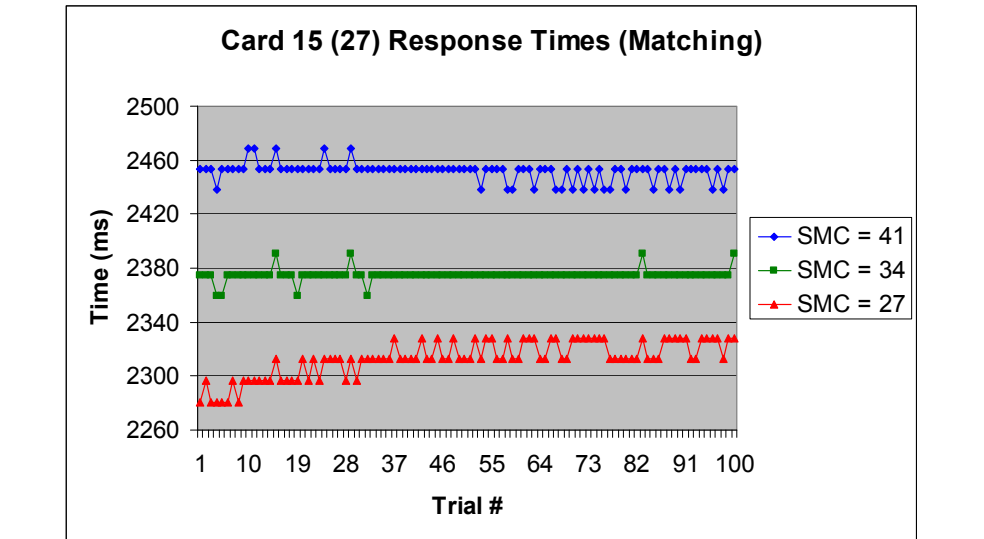 Card 15 (27) Response Times (Matching)
2500
2460
2420
2380
2340
2300
2260
Time (ms)
1 10 19 28 37 46 55 64 73 82 91 100
Trial #
SMC = 41
SMC = 34
SMC = 27